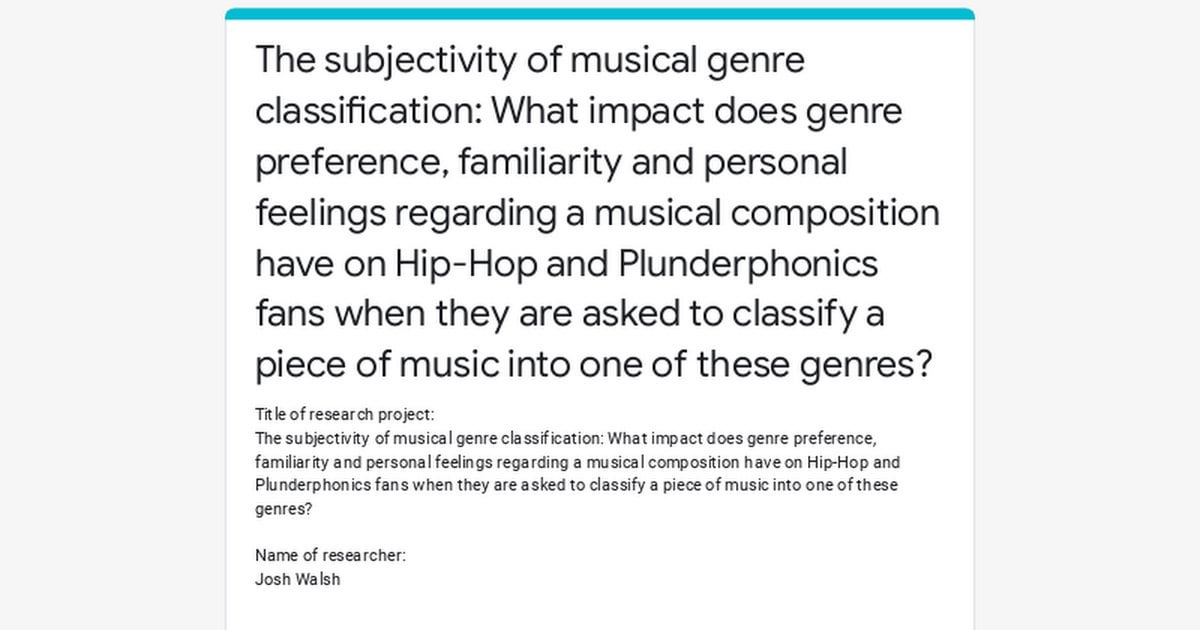 The subjectivity of musical genre
classification: What impact does genre
preference, familiarity and personal
feelings regarding a musical composition
have on Hip-Hop and Plunderphonics
fans when they are asked to classify a
piece of music into one of these genres?
Title of research project:
The subjectivity of musical genre classification: What impact does genre preference,
familiarity and personal feelings regarding a musical composition have on Hip-Hop and
Plunderphonics fans when they are asked to classify a piece of music into one of these
genres?
Name of researcher:
Josh Walsh